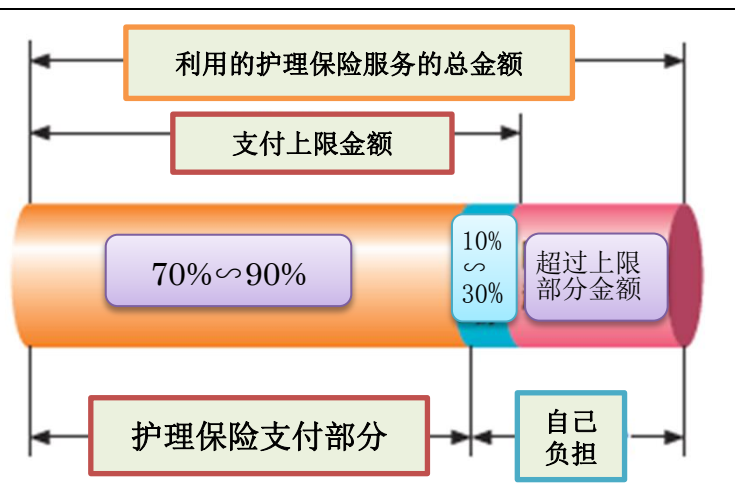 利用的护理保险服务的总金额
支付上限金额
70%∽90%
10%
∽
30%
超过上限
部分金额
护理保险支付部分
自己
负担